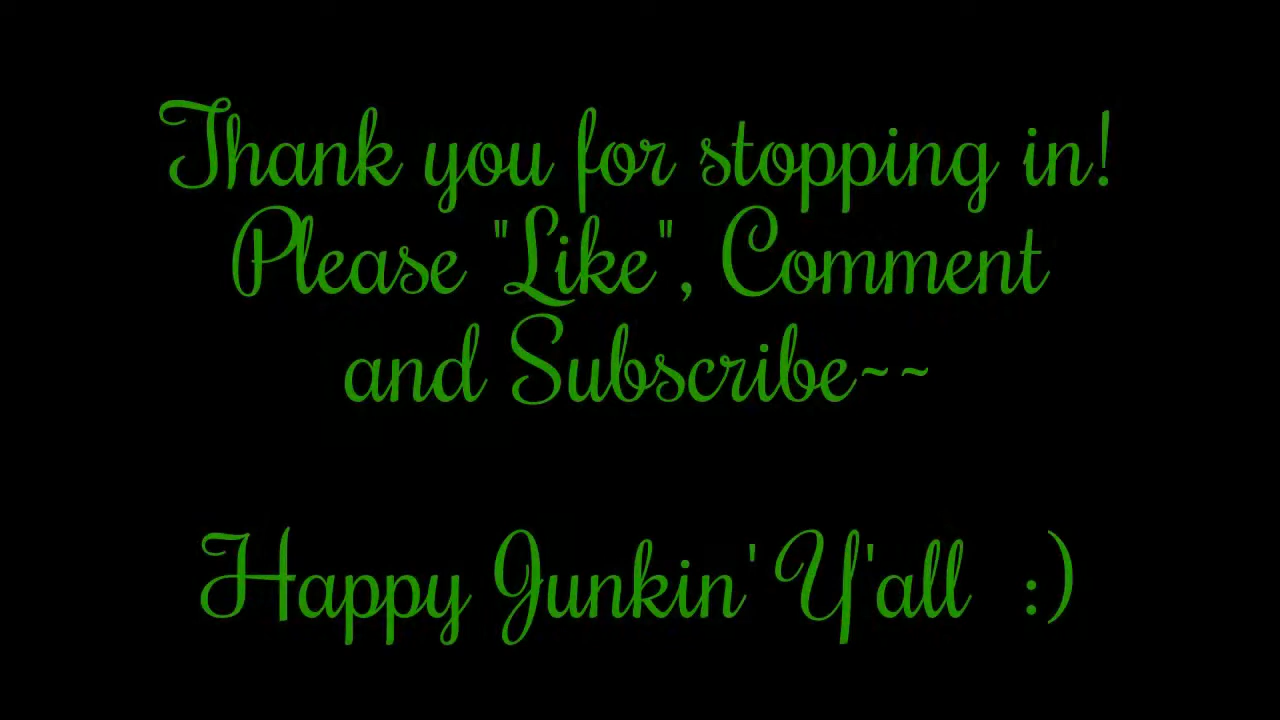 Thank you for stopping in!
Please "Like", Comment
and Subscribe~~
Happy Junkin' Y'all :)